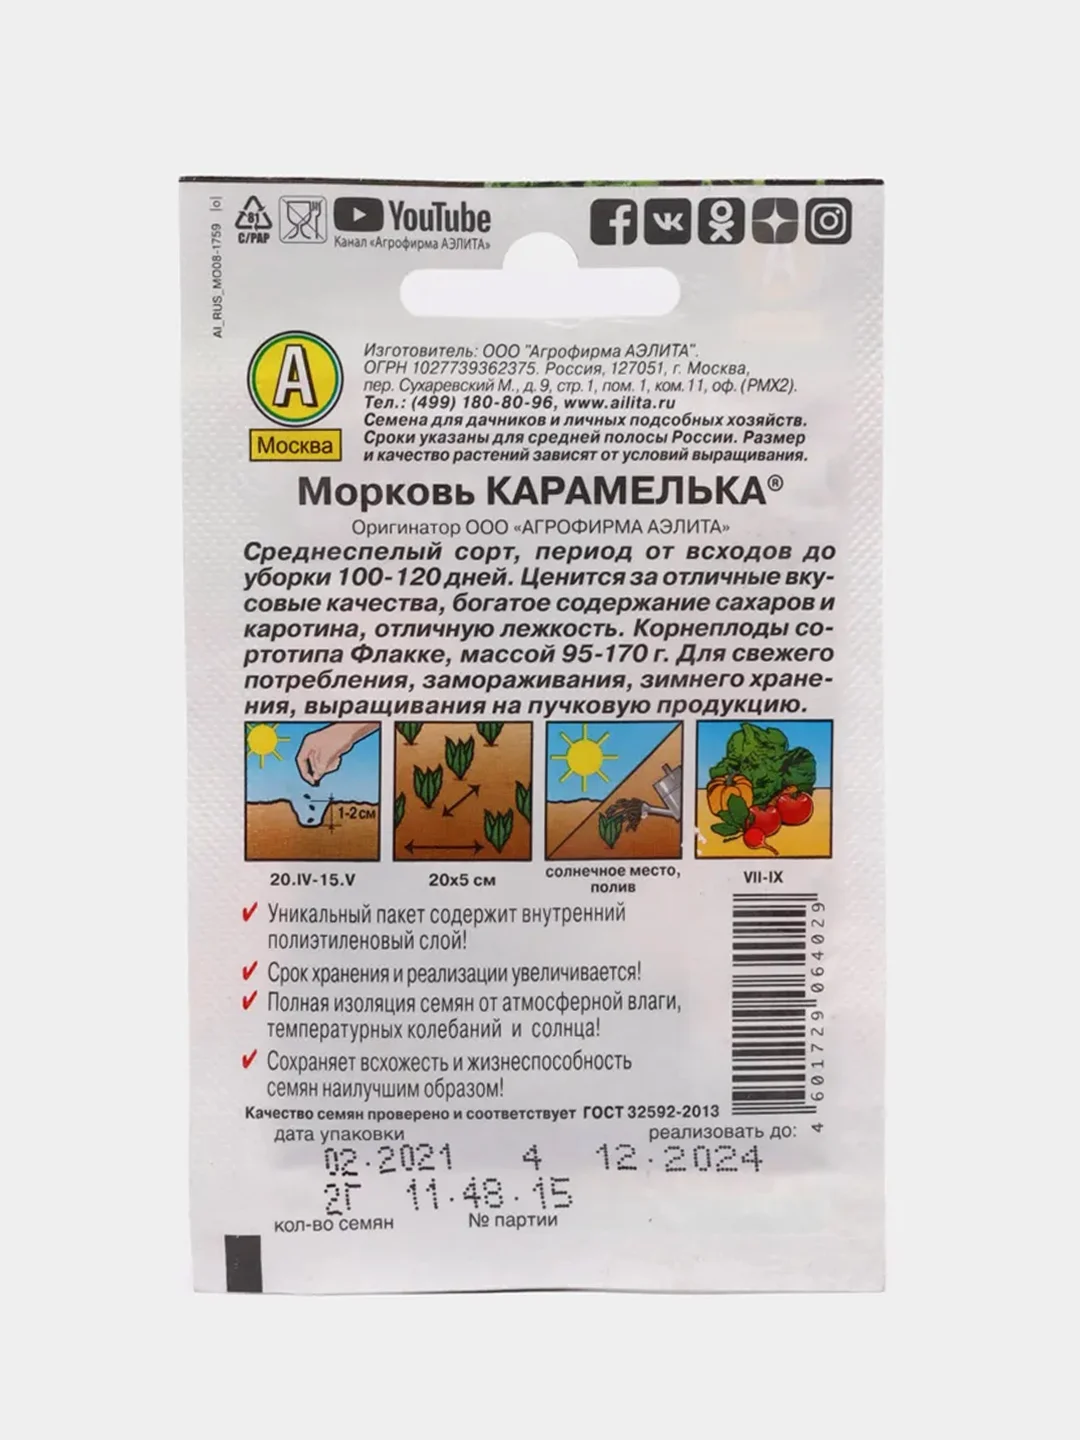 AI_RUS_MO08-1759 |o|
81
C/PAP
YouTube
Канал «Агрофирма АЭЛИТА»
А
Москва
Изготовитель: ООО "Агрофирма АЭЛИТА".
ОГРН 1027739362375. Россия, 127051, г. Москва,
пер. Сухаревский М., д. 9, стр. 1, пом. 1, ком. 11, оф. (РМХ2).
Тел.: (499) 180-80-96, www.ailita.ru
Семена для дачников и личных подсобных хозяйств.
Сроки указаны для средней полосы России. Размер
и качество растений зависят от условий выращивания.
Морковь КАРАМЕЛЬКА®
Оригинатор ООО «АГРОФИРМА АЭЛИТА»
Среднеспелый сорт, период от всходов до
уборки 100-120 дней. Ценится за отличные вку-
совые качества, богатое содержание сахаров и
каротина, отличную лежкость. Корнеплоды со-
ртотипа Флакке, массой 95-170 г. Для свежего
потребления, замораживания, зимнего хране-
ния, выращивания на пучковую продукцию.
1-2 см
20.IV-15.V
20x5 см
солнечное место,
полив
VII-IX
Уникальный пакет содержит внутренний
полиэтиленовый слой!
Срок хранения и реализации увеличивается!
Полная изоляция семян от атмосферной влаги,
температурных колебаний и солнца!
Сохраняет всхожесть и жизнеспособность
семян наилучшим образом!
4 601729 064029
Качество семян проверено и соответствует ГОСТ 32592-2013
дата упаковки реализовать до:
02.2021 4 12.2024
2Г 11.48.15
кол-во семян № партии